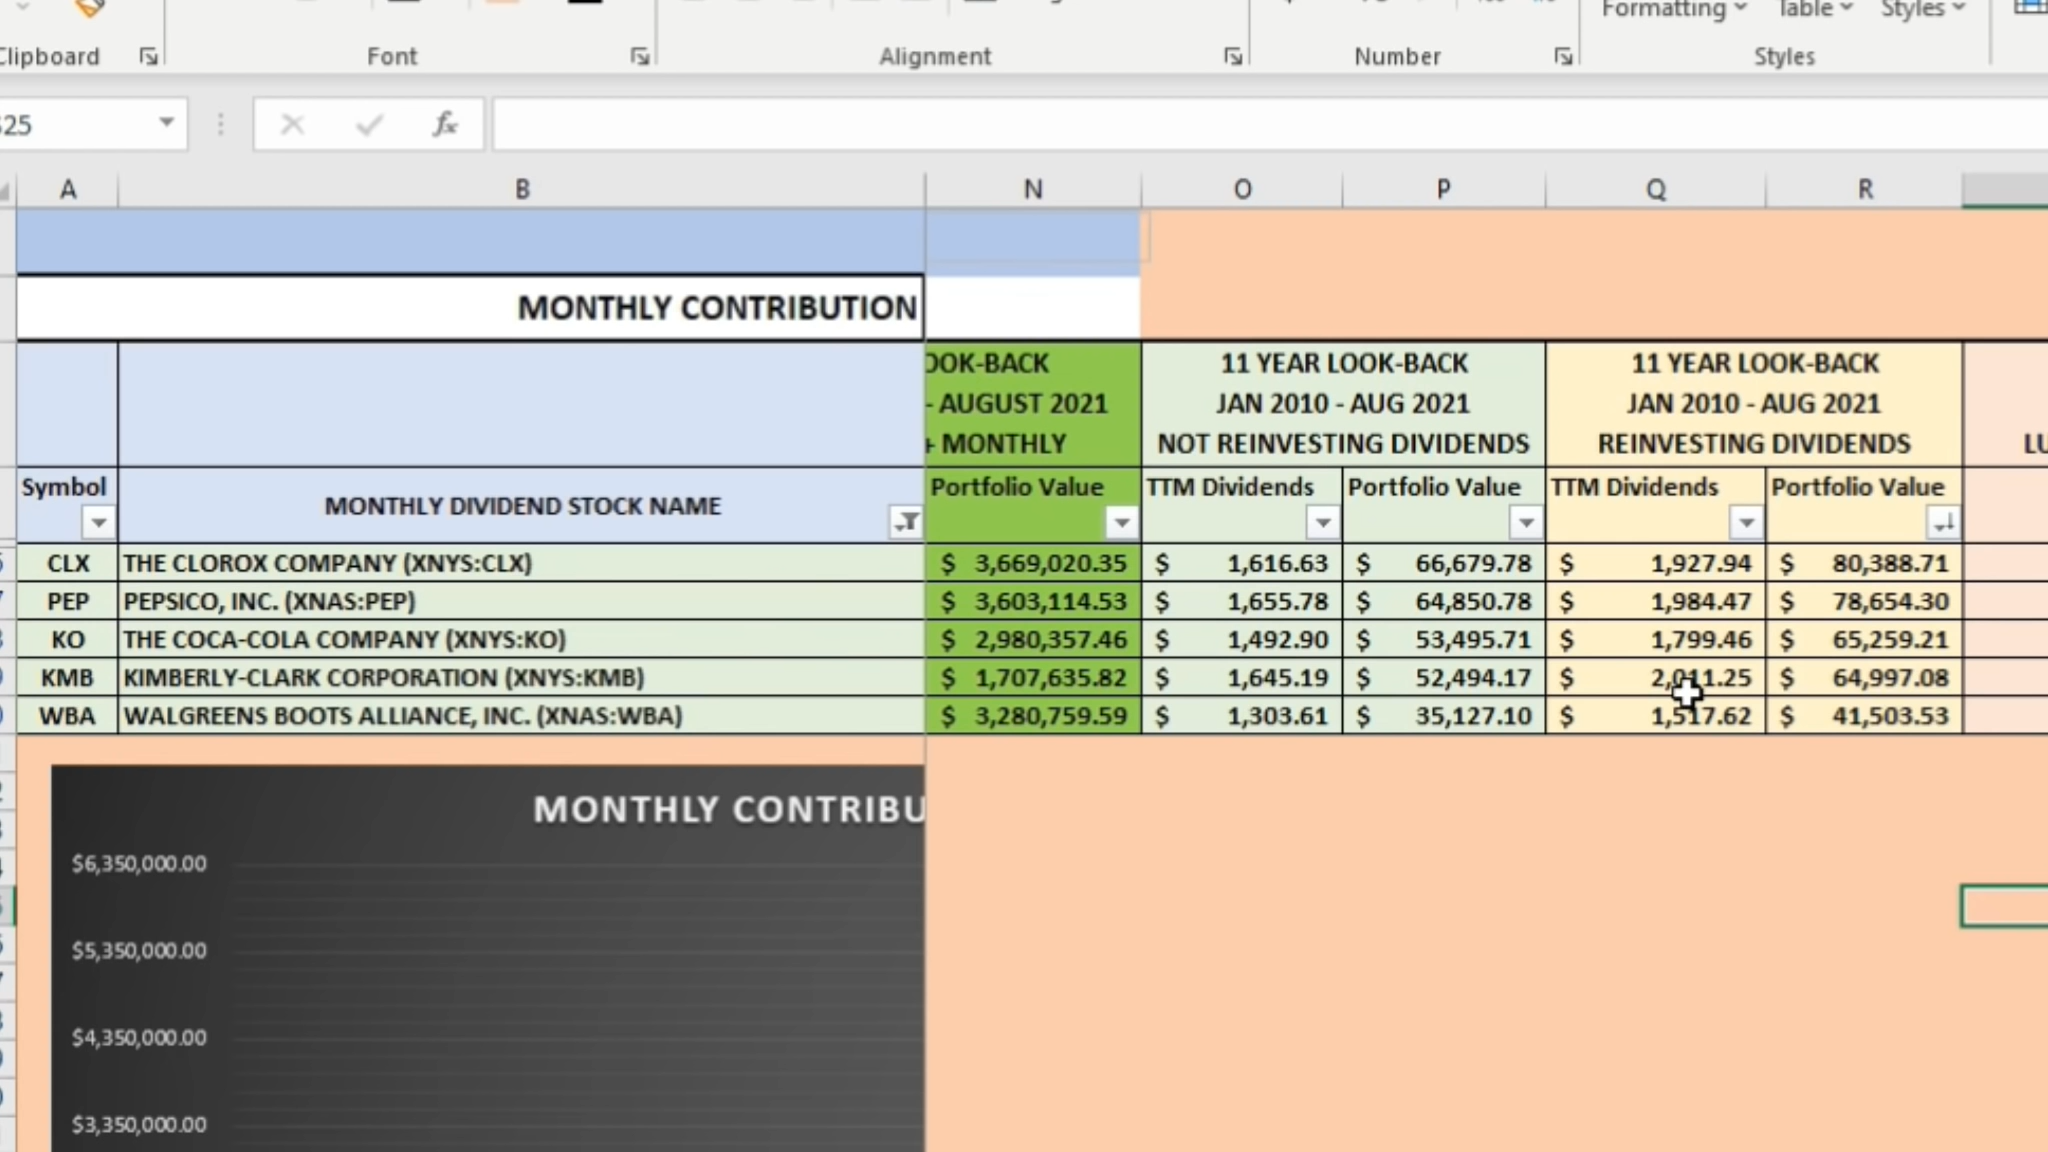 Formatting Table Styles
Clipboard Font Alignment Number Styles
fx
A B N O P Q R
MONTHLY CONTRIBUTION
11 YEAR LOOK-BACK 11 YEAR LOOK-BACK
- AUGUST 2021 JAN 2010 - AUG 2021 JAN 2010 - AUG 2021
+ MONTHLY NOT REINVESTING DIVIDENDS REINVESTING DIVIDENDS
Symbol MONTHLY DIVIDEND STOCK NAME Portfolio Value TTM Dividends Portfolio Value TTM Dividends Portfolio Value
CLX THE CLOROX COMPANY (XNYS:CLX) $ 3,669,020.35 $ 1,616.63 $ 66,679.78 $ 1,927.94 $ 80,388.71
PEP PEPSICO, INC. (XNAS:PEP) $ 3,603,114.53 $ 1,655.78 $ 64,850.78 $ 1,984.47 $ 78,654.30
KO THE COCA-COLA COMPANY (XNYS:KO) $ 2,980,357.46 $ 1,492.90 $ 53,495.71 $ 1,799.46 $ 65,259.21
KMB KIMBERLY-CLARK CORPORATION (XNYS:KMB) $ 1,707,635.82 $ 1,645.19 $ 52,494.17 $ 2,011.25 $ 64,997.08
WBA WALGREENS BOOTS ALLIANCE, INC. (XNAS:WBA) $ 3,280,759.59 $ 1,303.61 $ 35,127.10 $ 1,517.62 $ 41,503.53
MONTHLY
$6,350,000.00
$5,350,000.00
$4,350,000.00
$3,350,000.00